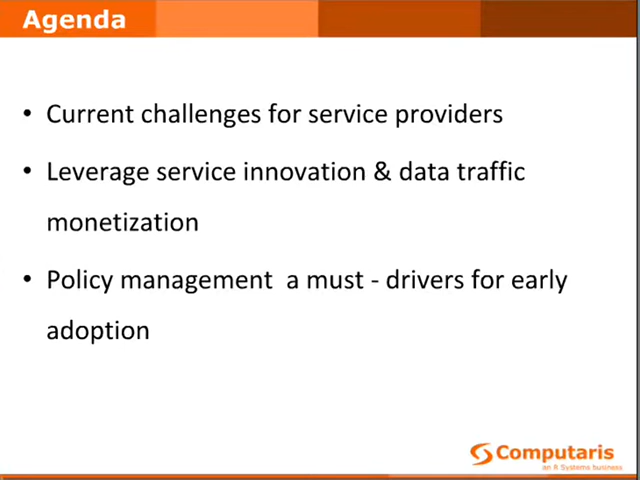 Agenda
• Current challenges for service providers
• Leverage service innovation & data traffic
monetization
• Policy management  a must - drivers for early
adoption
Computaris
an R Systems business